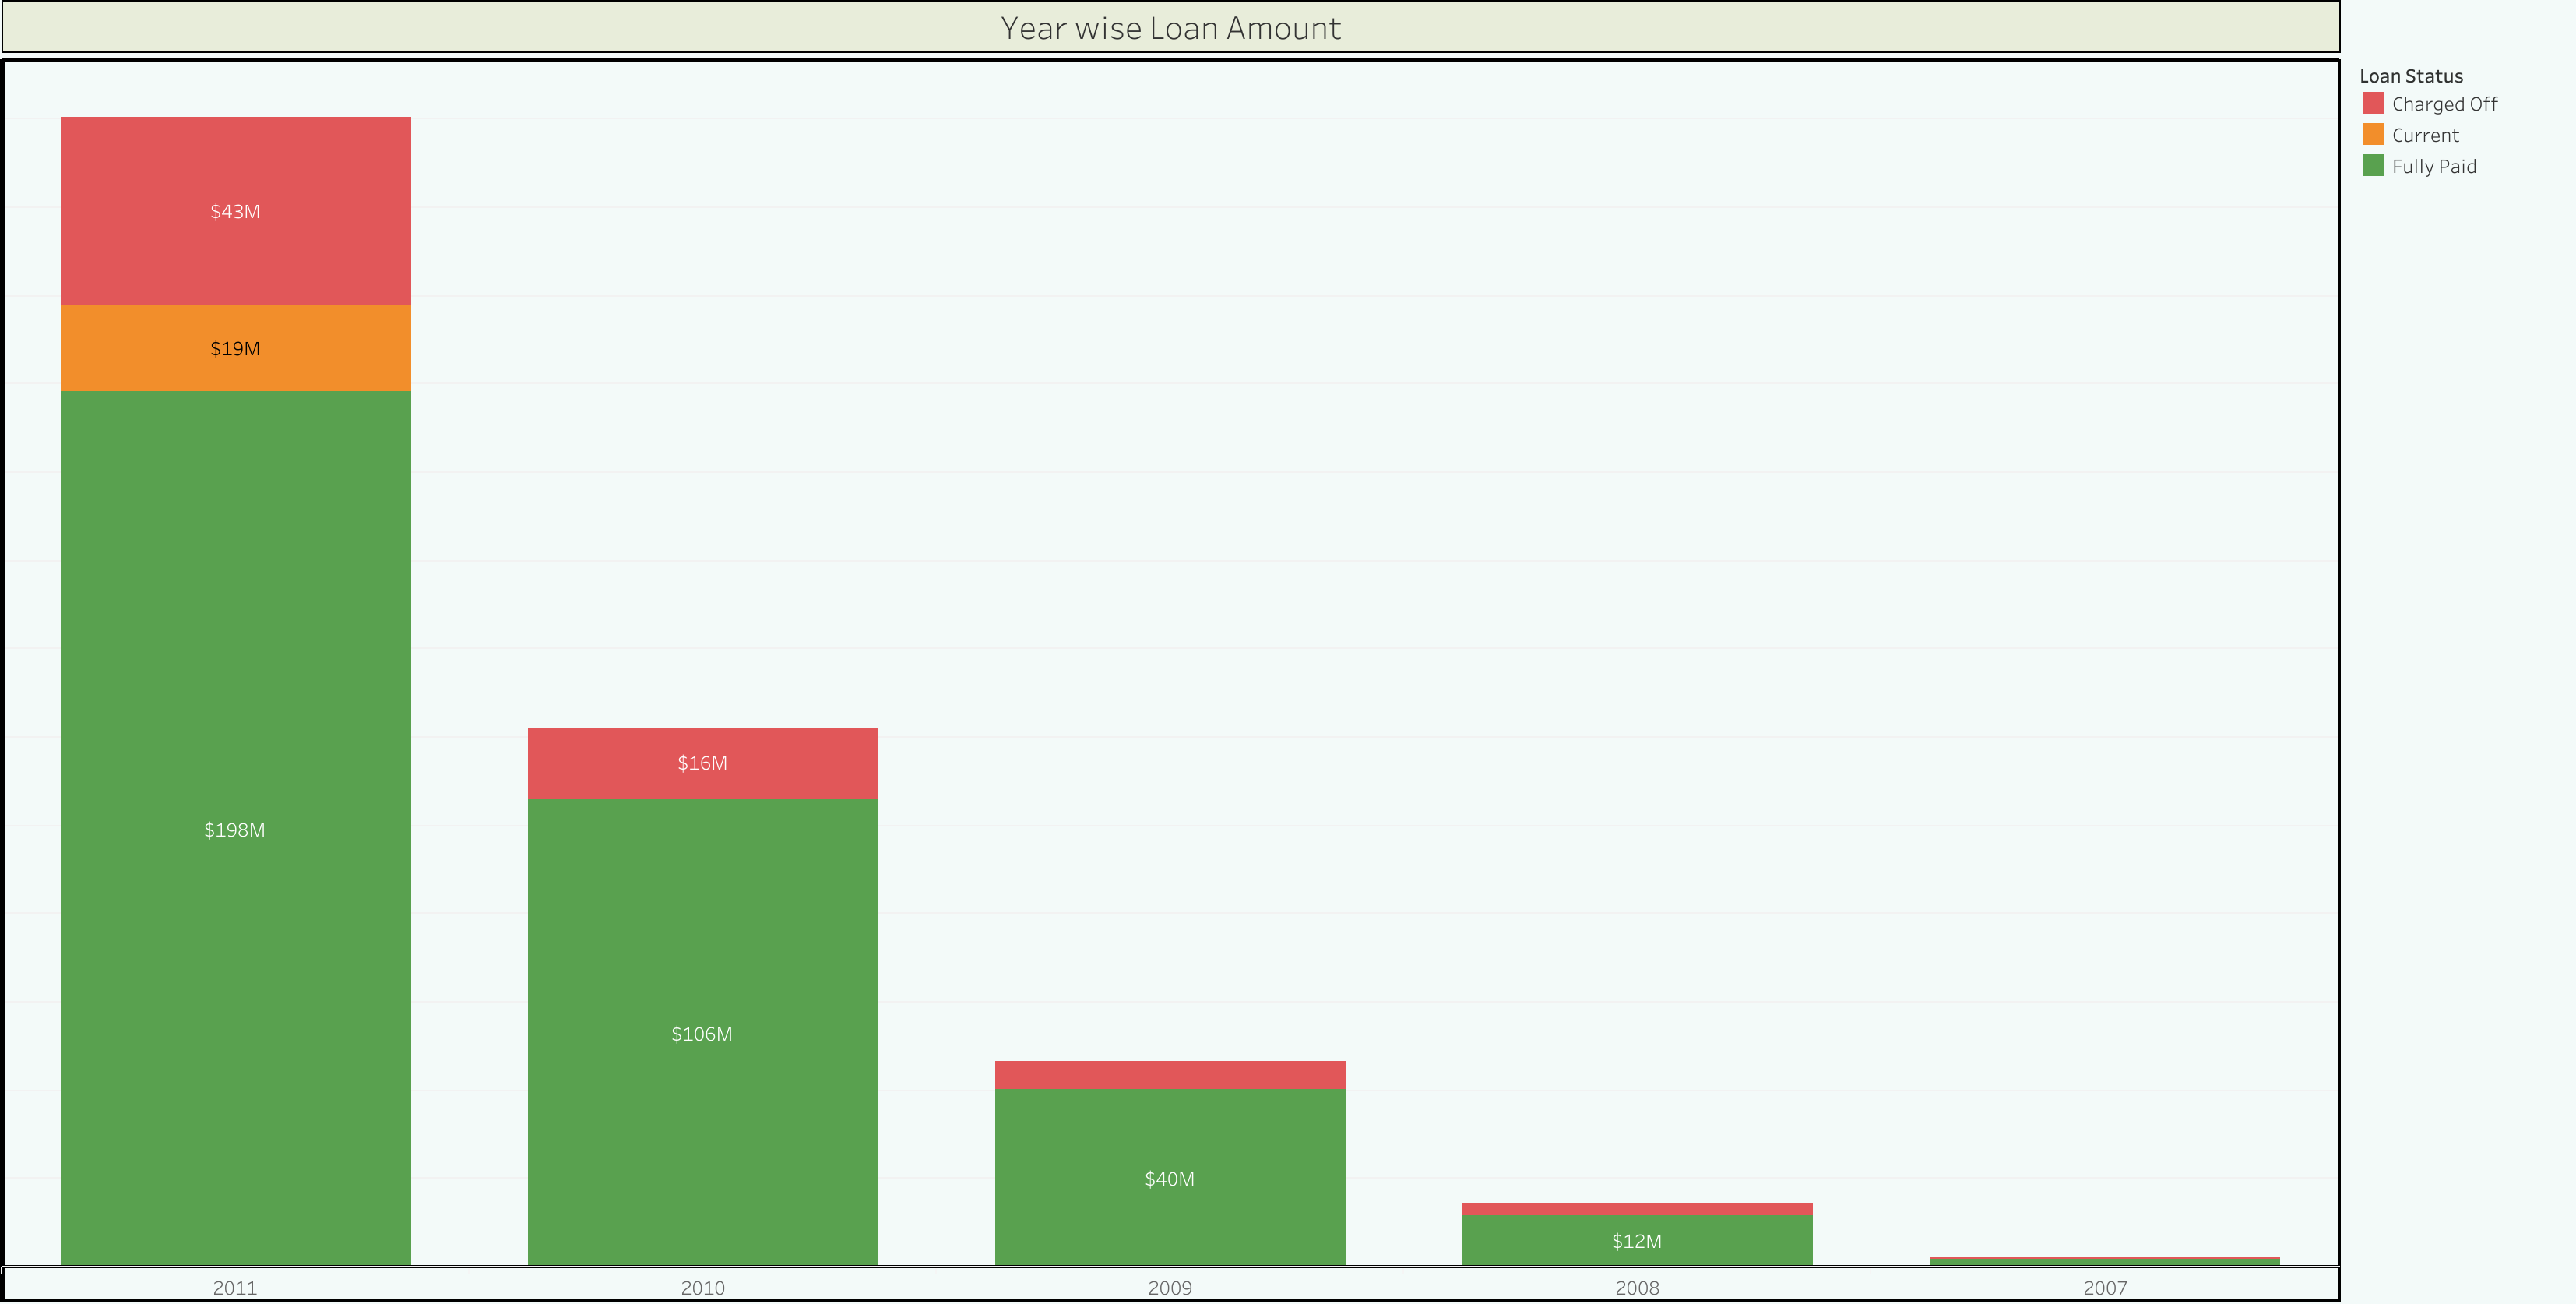 Year wise Loan Amount
Loan Status
Charged Off
Current
Fully Paid
$43M
$19M
$198M
$16M
$106M
$40M
$12M
2011 2010 2009 2008 2007